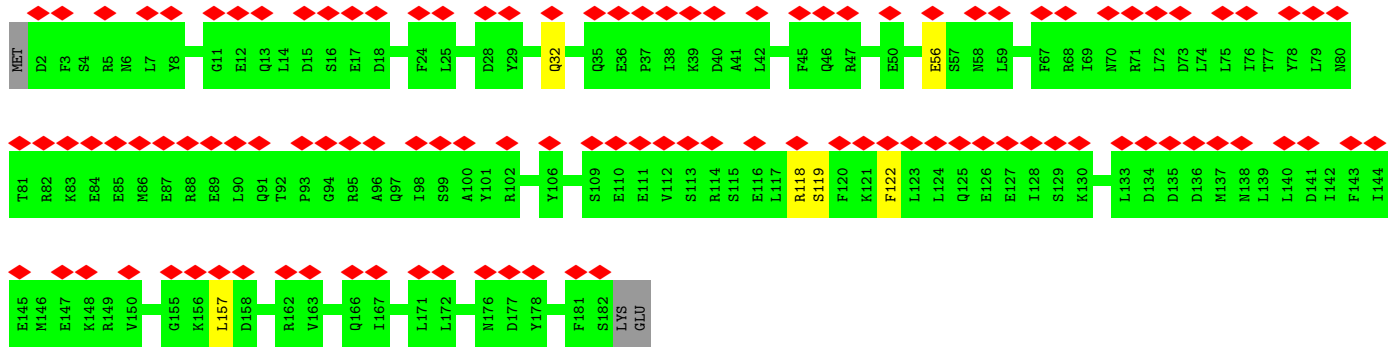 MET D2 F3 S4 R5 N6 L7 Y8 G11 E12 Q13 L14 D15 S16 E17 D18 F24 L25 D28 Y29 Q32 Q35 E36 P37 I38 K39 D40 A41 L42 F45 Q46 R47 E50 E56 S57 N58 L59 F67 R68 I69 N70 R71 L72 D73 L74 L75 I76 T77 Y78 L79 N80
T81 R82 K83 E84 E85 M86 E87 R88 E89 L90 Q91 T92 P93 G94 R95 A96 Q97 I98 S99 A100 Y101 R102 Y106 S109 E110 E111 V112 S113 R114 S115 E116 L117 R118 S119 F120 K121 F122 L123 L124 Q125 E126 E127 I128 S129 K130 L133 D134 D135 D136 M137 N138 L139 L140 D141 I142 F143 I144
E145 M146 E147 K148 R149 V150 G155 K156 L157 D158 R162 V163 Q166 I167 L171 L172 N176 D177 Y178 F181 S182 LYS GLU